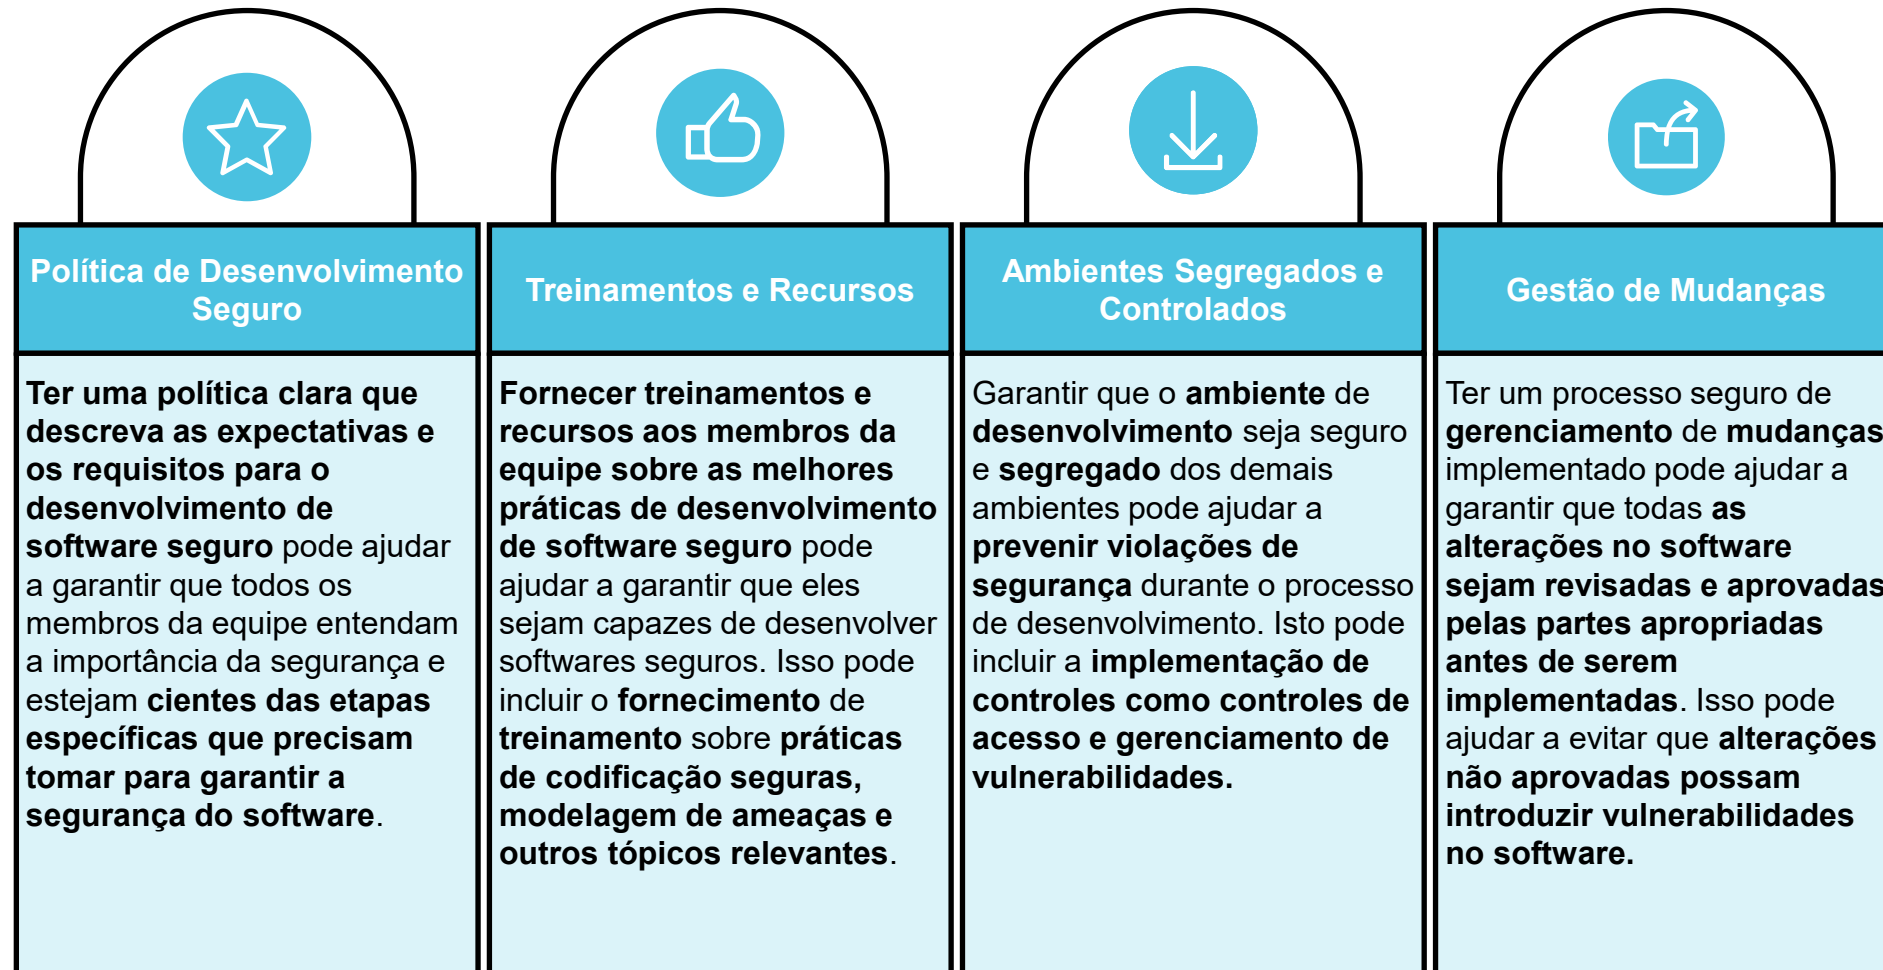 Política de Desenvolvimento
Seguro
Ter uma política clara que
descreva as expectativas e
os requisitos para o
desenvolvimento de
software seguro pode ajudar
a garantir que todos os
membros da equipe entendam
a importância da segurança e
estejam cientes das etapas
específicas que precisam
tomar para garantir a
segurança do software.
Treinamentos e Recursos
Fornecer treinamentos e
recursos aos membros da
equipe sobre as melhores
práticas de desenvolvimento
de software seguro pode
ajudar a garantir que eles
sejam capazes de desenvolver
softwares seguros. Isso pode
incluir o fornecimento de
treinamento sobre práticas
de codificação seguras,
modelagem de ameaças e
outros tópicos relevantes.
Ambientes Segregados e
Controlados
Garantir que o ambiente de
desenvolvimento seja seguro
e segregado dos demais
ambientes pode ajudar a
prevenir violações de
segurança durante o processo
de desenvolvimento. Isto pode
incluir a implementação de
controles como controles de
acesso e gerenciamento de
vulnerabilidades.
Gestão de Mudanças
Ter um processo seguro de
gerenciamento de mudanças
implementado pode ajudar a
garantir que todas as
alterações no software
sejam revisadas e aprovadas
pelas partes apropriadas
antes de serem
implementadas. Isso pode
ajudar a evitar que alterações
não aprovadas possam
introduzir vulnerabilidades
no software.